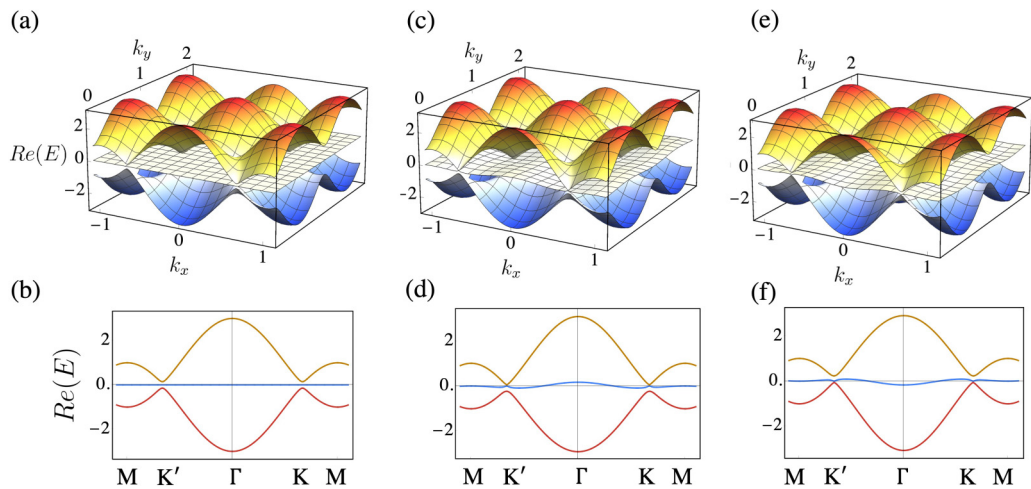 (a)
(c)
(e)
k_y
2
1
0
2
Re(E) 0
−2
−1
0
1
k_x
k_y
2
1
0
2
0
−2
−1
0
1
k_x
k_y
2
1
0
2
0
−2
−1
0
1
k_x
(b)
(d)
(f)
Re(E)
2
0.
−2
M K′ Γ K M
2
0.
−2
M K′ Γ K M
2
0.
−2
M K′ Γ K M